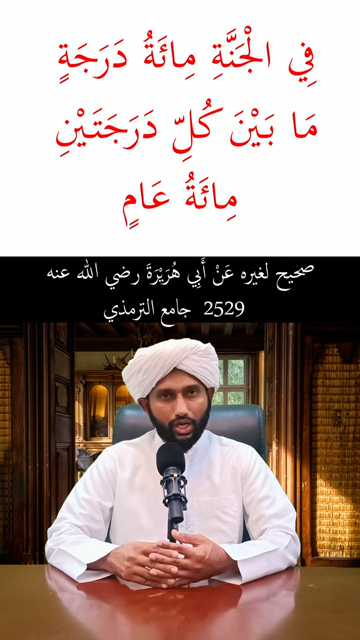 فِي الْجَنَّةِ مِائَةُ دَرَجَةٍ
مَا بَيْنَ كُلِّ دَرَجَتَيْنِ
مِائَةُ عَامٍ
صحيح لغيره عَنْ أَبِي هُرَيْرَةَ رضي الله عنه
2529 جامع الترمذي